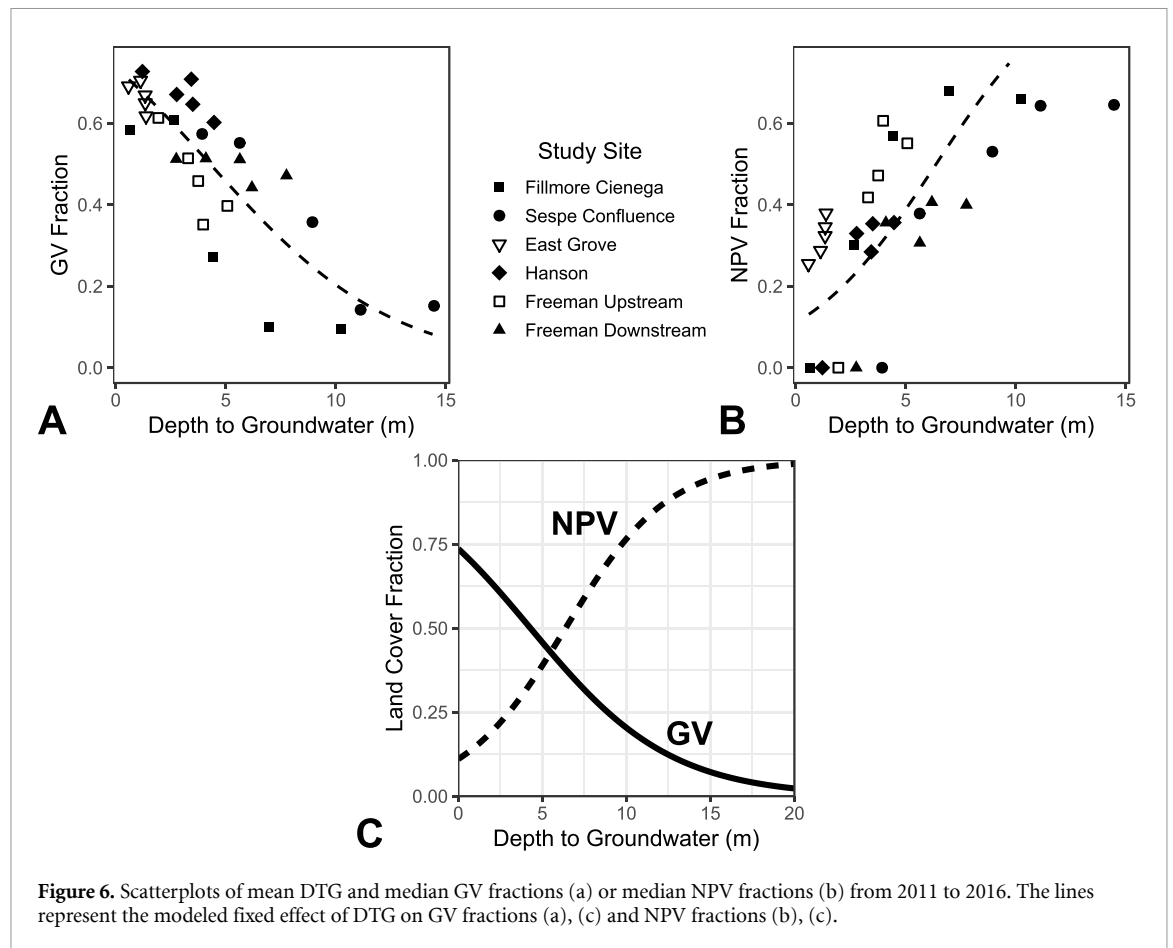 0.6
0.4
0.2
0.0
GV Fraction
0
5
10
15
Depth to Groundwater (m)
A
Study Site
Fillmore Cienega
Sespe Confluence
East Grove
Hanson
Freeman Upstream
Freeman Downstream
0.6
0.4
0.2
0.0
NPV Fraction
0
5
10
15
Depth to Groundwater (m)
B
1.00
0.75
0.50
0.25
0.00
Land Cover Fraction
NPV
GV
0
5
10
15
20
Depth to Groundwater (m)
C
Figure 6. Scatterplots of mean DTG and median GV fractions (a) or median NPV fractions (b) from 2011 to 2016. The lines
represent the modeled fixed effect of DTG on GV fractions (a), (c) and NPV fractions (b), (c).